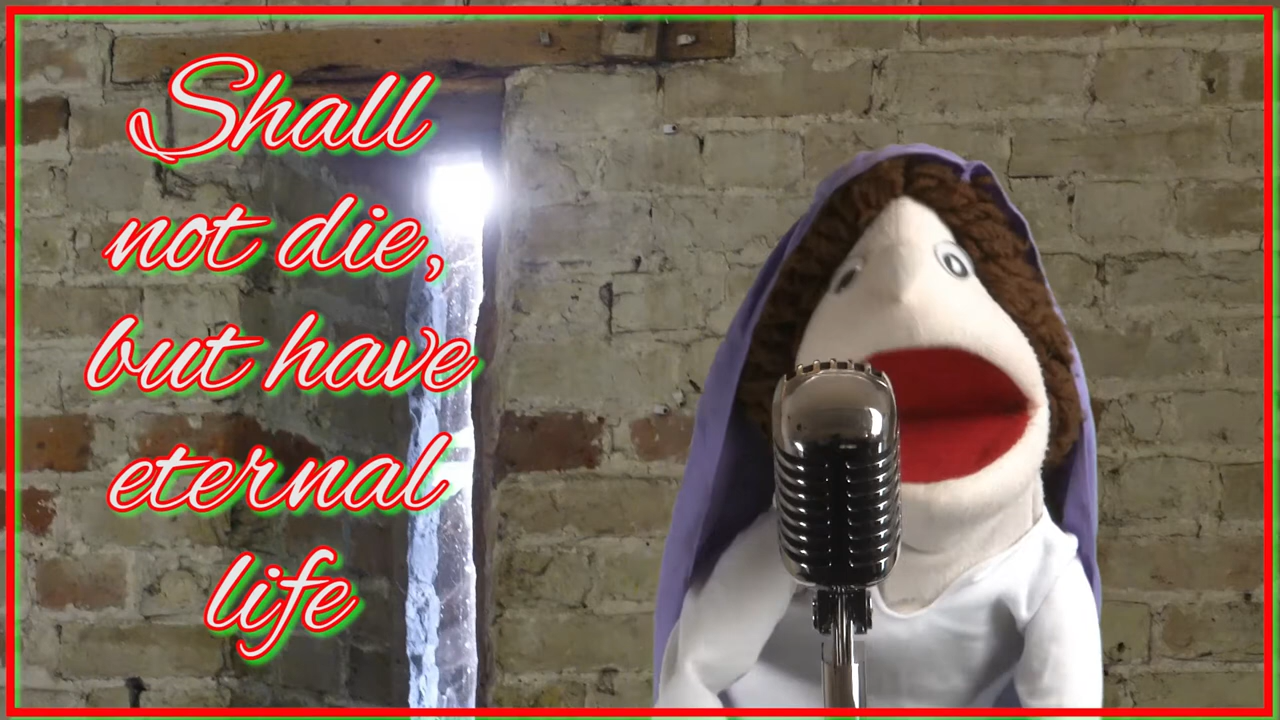 Shall
not die,
but have
eternal
life